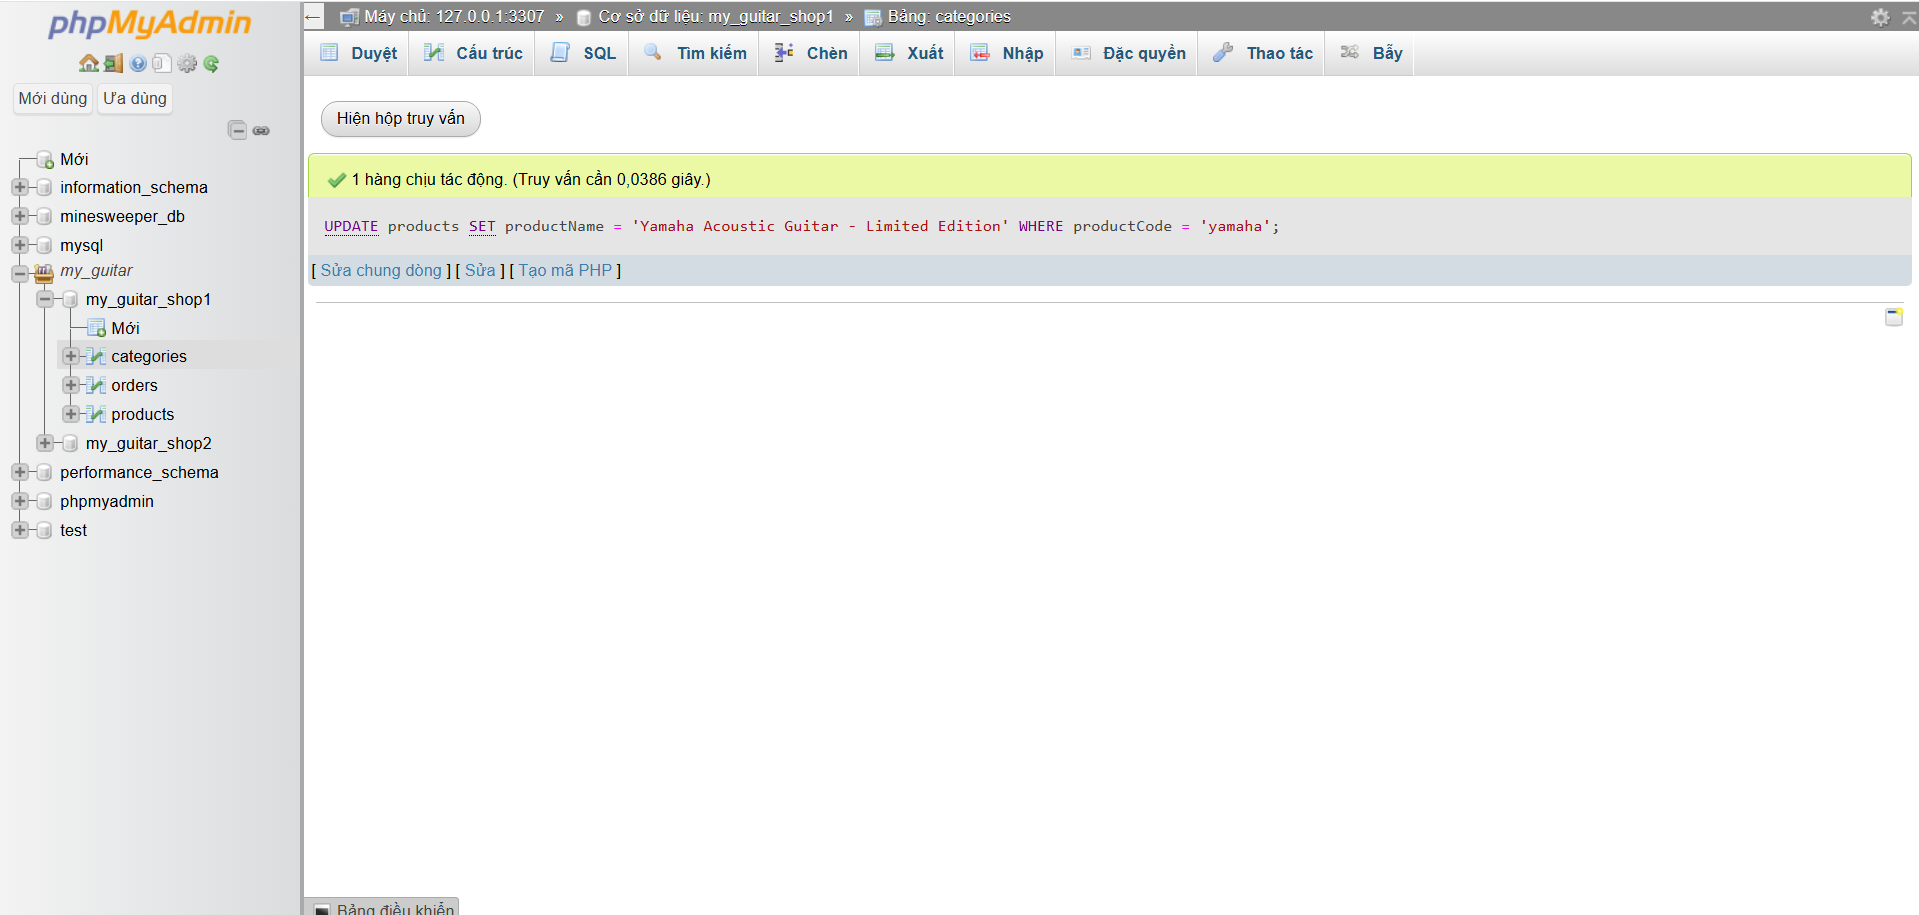 phpMyAdmin
Mới dùng Ưa dùng
Mới
information_schema
minesweeper_db
mysql
my_guitar
my_guitar_shop1
Mới
categories
orders
products
my_guitar_shop2
performance_schema
phpmyadmin
test
← Máy chủ: 127.0.0.1:3307 » Cơ sở dữ liệu: my_guitar_shop1 » Bảng: categories
Duyệt Cấu trúc SQL Tìm kiếm Chèn Xuất Nhập Đặc quyền Thao tác Bẫy
Hiện hộp truy vấn
1 hàng chịu tác động. (Truy vấn cần 0,0386 giây.)
UPDATE products SET productName = 'Yamaha Acoustic Guitar - Limited Edition' WHERE productCode = 'yamaha';
[ Sửa chung dòng ] [ Sửa ] [ Tạo mã PHP ]
Bảng điều khiển